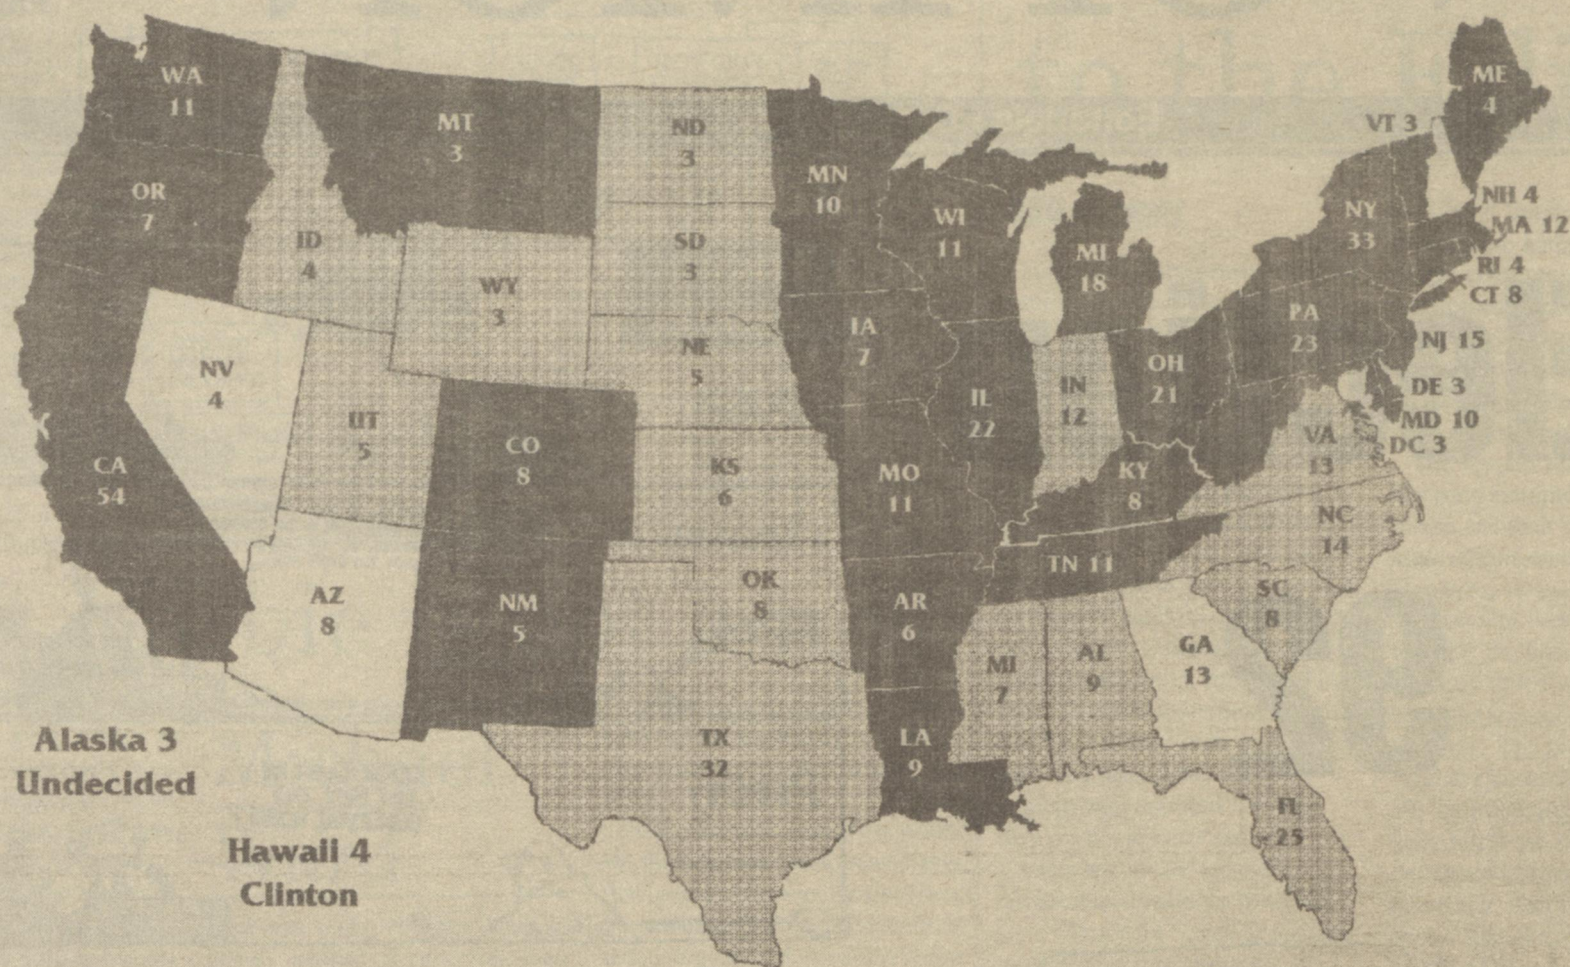 WA
11
MT
3
ND
3
MN
10
ME
4
VT 3
OR
7
ID
4
SD
3
WI
11
MI
18
NY
33
NH 4
MA 12
RI 4
CT 8
WY
3
IA
7
PA
23
NJ 15
NV
4
UT
5
NE
5
IL
22
IN
12
OH
21
DE 3
MD 10
DC 3
CA
54
CO
8
KS
6
MO
11
KY
8
VA
13
NC
14
AZ
8
NM
5
OK
8
AR
6
TN 11
SC
8
MI
7
AL
9
GA
13
TX
32
LA
9
FL
25
Alaska 3
Undecided
Hawaii 4
Clinton